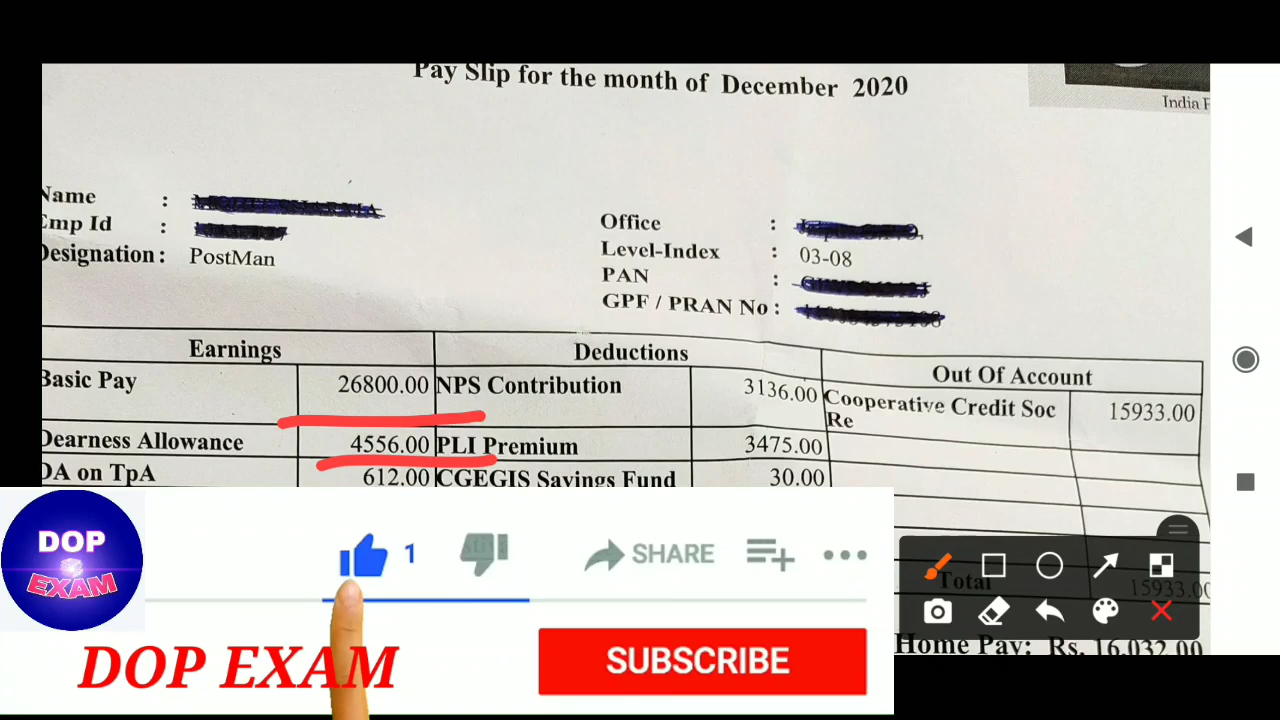 Pay Slip for the month of December 2020
India
Name :
Emp Id :
Designation : PostMan
Office :
Level-Index : 03-08
PAN :
GPF / PRAN No :
Earnings Deductions Out Of Account
Basic Pay 26800.00 NPS Contribution 3136.00 Cooperative Credit Soc Re 15933.00
Dearness Allowance 4556.00 PLI Premium 3475.00
DA on TpA 612.00 CGEGIS Savings Fund 30.00
Total 15933.00
Home Pay: Rs. 16,032.00
DOP
EXAM
1
SHARE
DOP EXAM
SUBSCRIBE